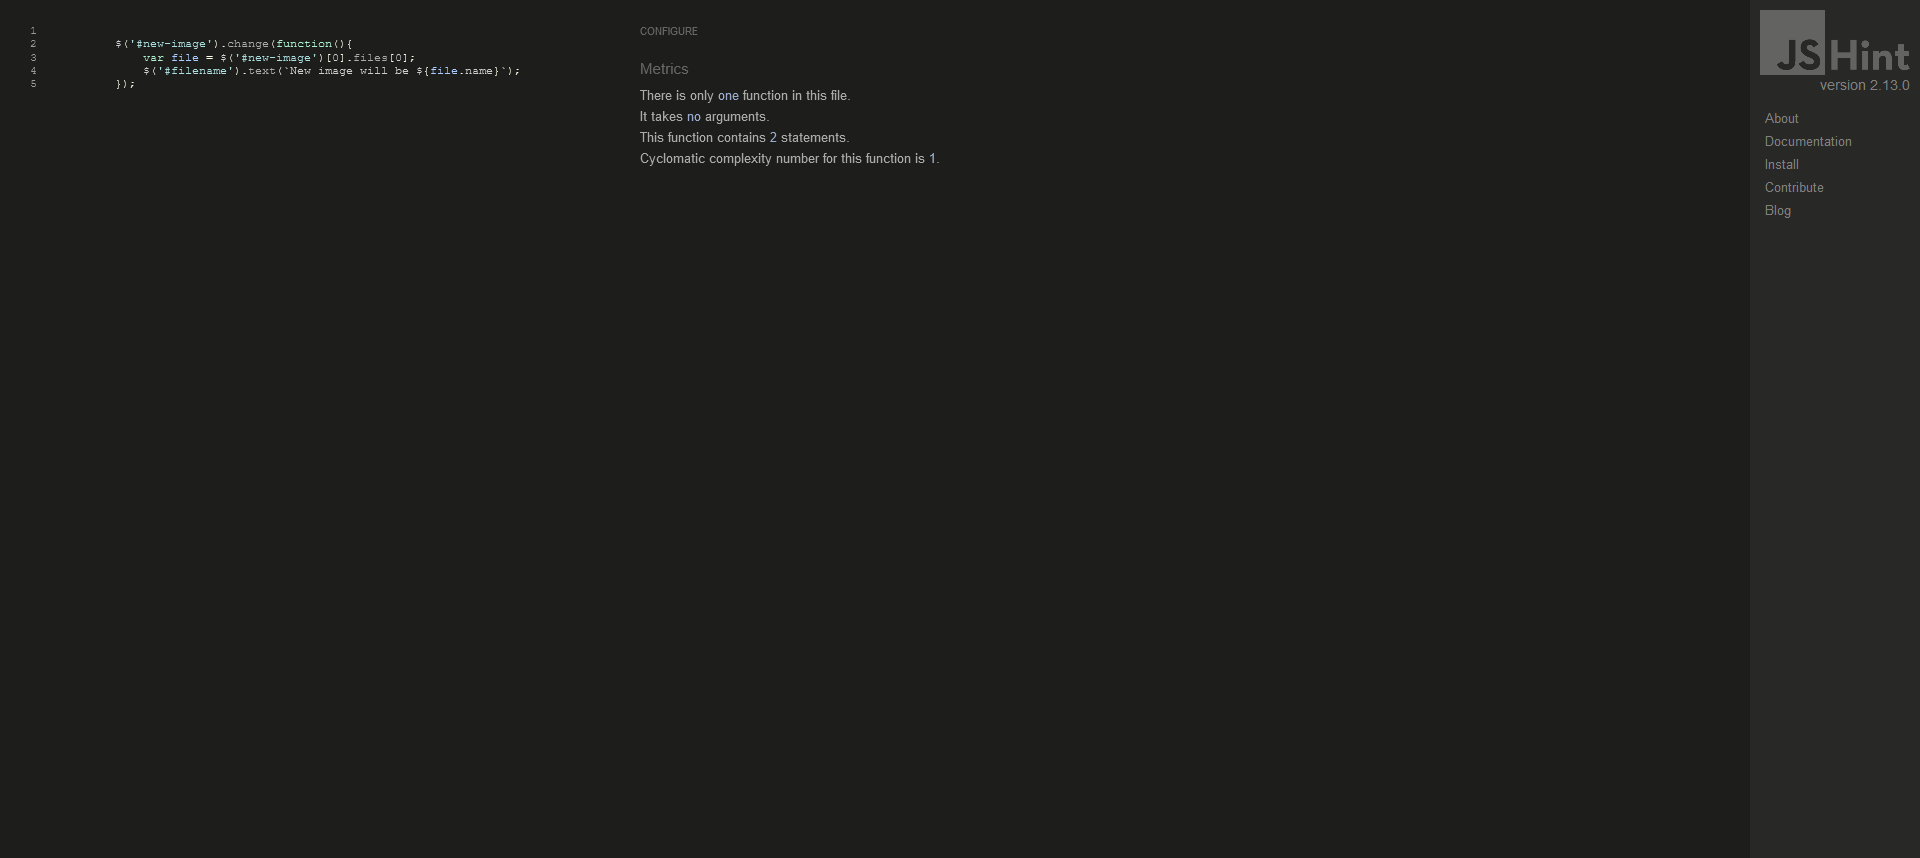 1
2 $('#new-image').change(function(){
3 var file = $('#new-image')[0].files[0];
4 $('#filename').text(`New image will be ${file.name}`);
5 });
CONFIGURE
Metrics
There is only one function in this file.
It takes no arguments.
This function contains 2 statements.
Cyclomatic complexity number for this function is 1.
JSHint
version 2.13.0
About
Documentation
Install
Contribute
Blog